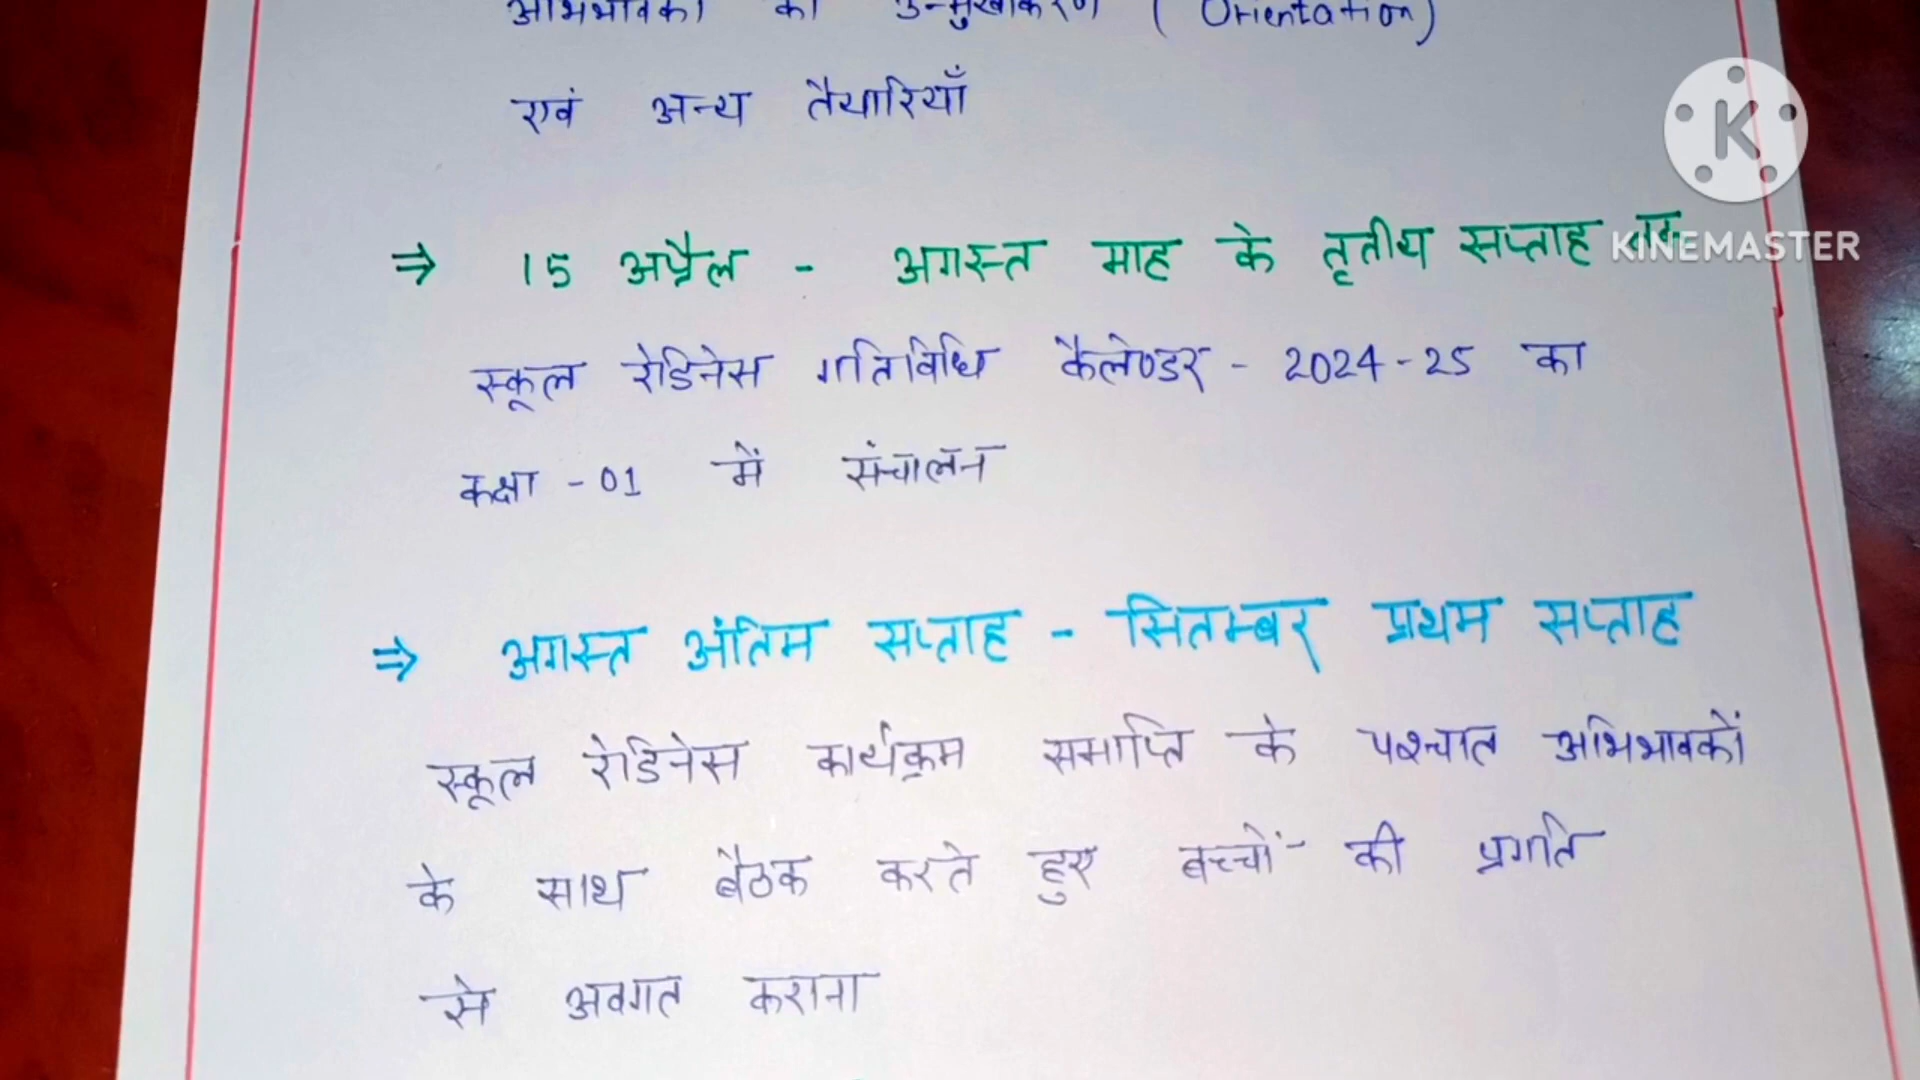 अभिभावकों का उन्मुखीकरण (Orientation)
एवं अन्य तैयारियाँ
⇒ 15 अप्रैल - अगस्त माह के तृतीय सप्ताह तक
स्कूल रेडिनेस गतिविधि कैलेण्डर - 2024-25 का
कक्षा -01 में संचालन
⇒ अगस्त अंतिम सप्ताह - सितम्बर प्रथम सप्ताह
स्कूल रेडिनेस कार्यक्रम समाप्ति के पश्चात अभिभावकों
के साथ बैठक करते हुए बच्चों की प्रगति
से अवगत कराना
K
KINEMASTER